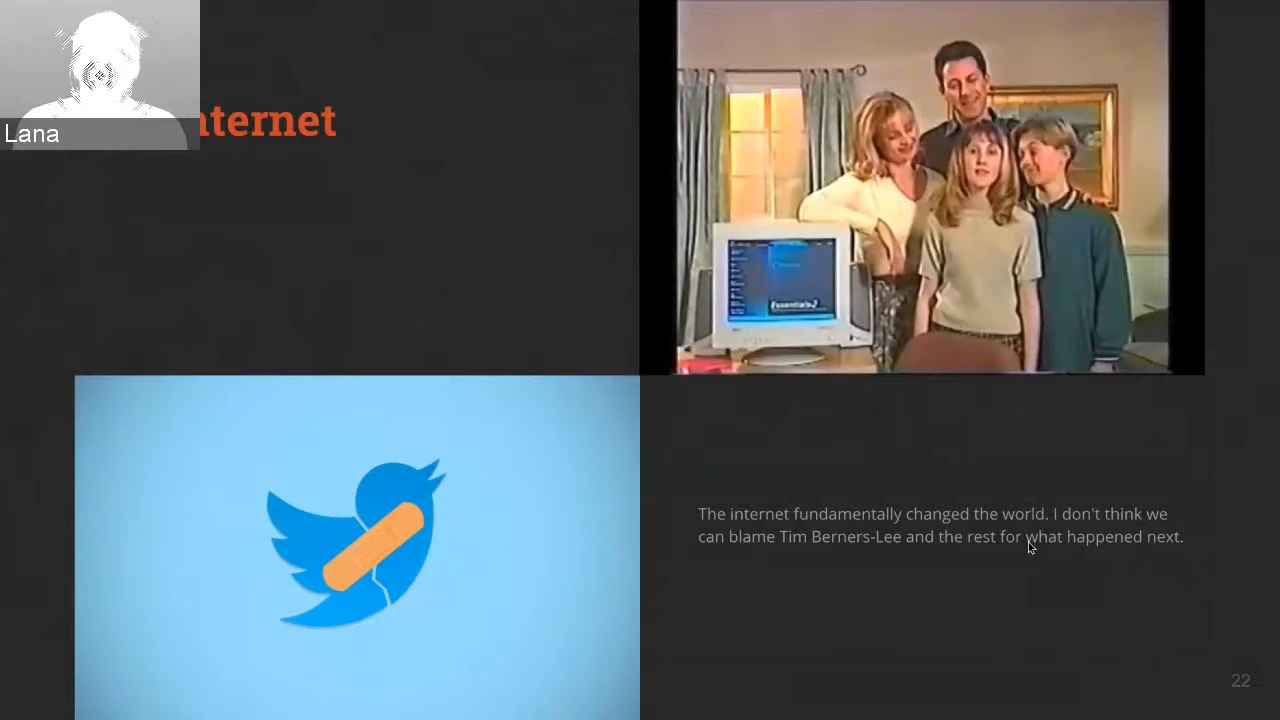 Lana
nternet
Essentials
The internet fundamentally changed the world. I don't think we
can blame Tim Berners-Lee and the rest for what happened next.
22